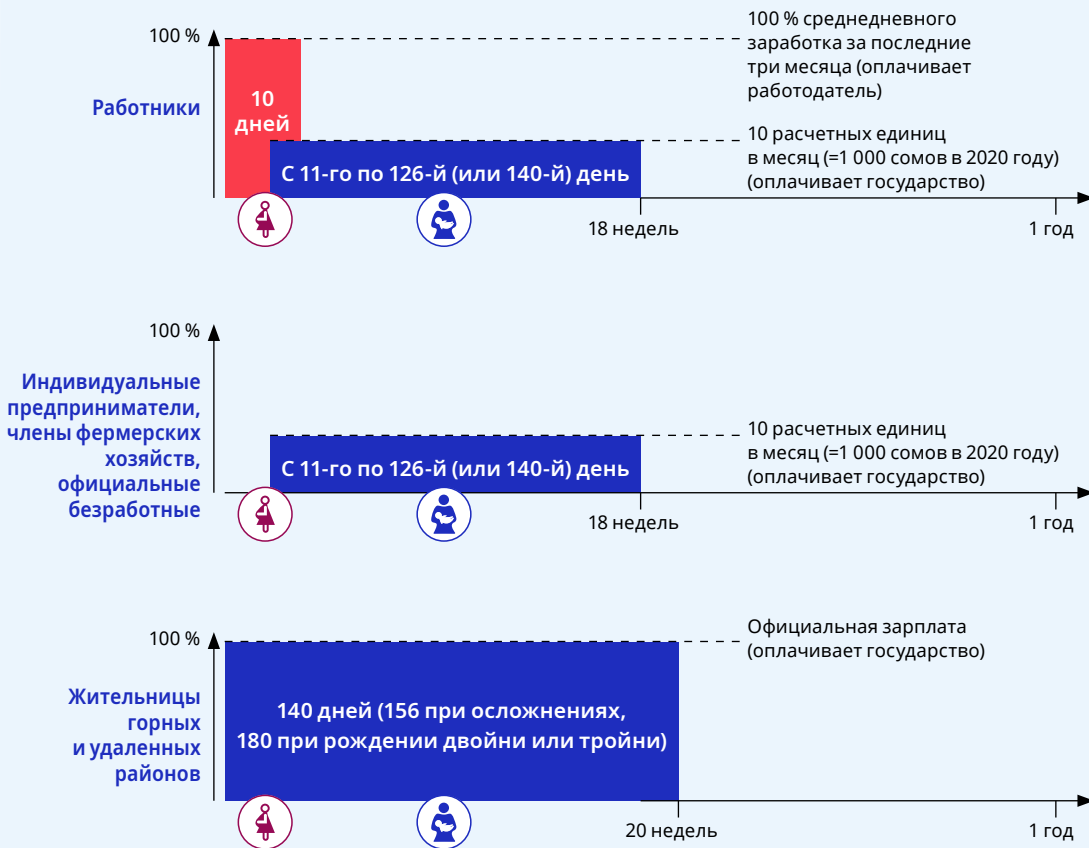 100 %
Работники
10
дней
С 11-го по 126-й (или 140-й) день
100 % среднедневного
заработка за последние
три месяца (оплачивает
работодатель)
10 расчетных единиц
в месяц (=1 000 сомов в 2020 году)
(оплачивает государство)
18 недель
1 год
100 %
Индивидуальные
предприниматели,
члены фермерских
хозяйств,
официальные
безработные
С 11-го по 126-й (или 140-й) день
10 расчетных единиц
в месяц (=1 000 сомов в 2020 году)
(оплачивает государство)
18 недель
1 год
100 %
Жительницы
горных
и удаленных
районов
140 дней (156 при осложнениях,
180 при рождении двойни или тройни)
Официальная зарплата
(оплачивает государство)
20 недель
1 год